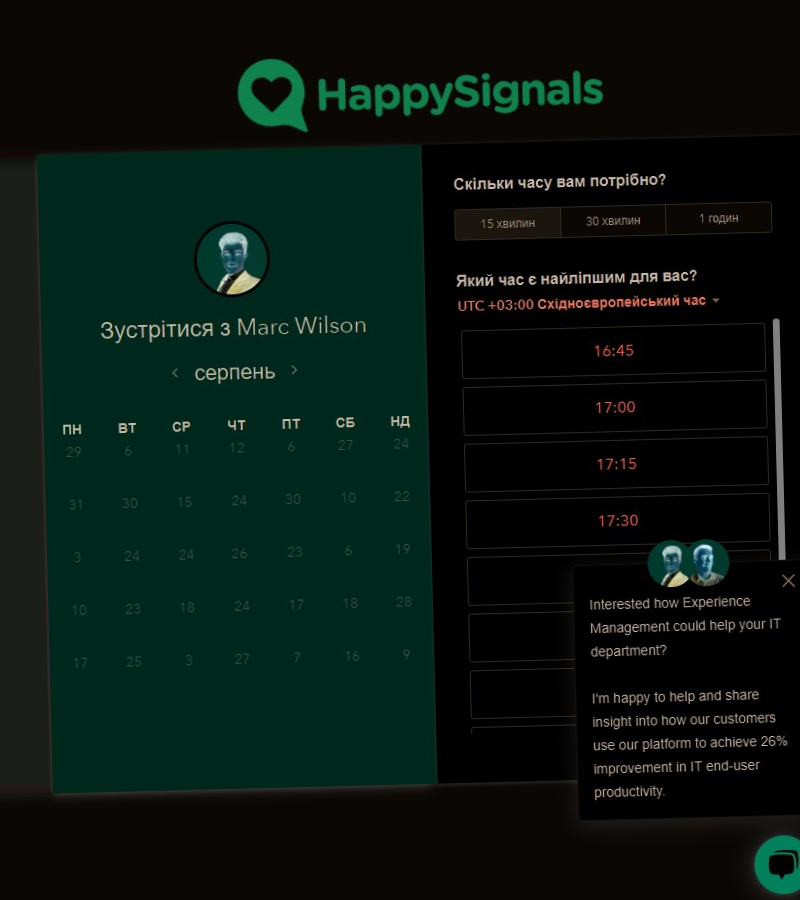 HappySignals
Зустрітися з Marc Wilson
серпень
ПН ВТ СР ЧТ ПТ СБ НД
29 6 11 12 6 27 24
31 30 15 24 30 10 22
3 24 24 26 23 6 19
10 23 18 24 17 18 28
17 25 3 27 7 16 9
Скільки часу вам потрібно?
15 хвилин 30 хвилин 1 годин
Який час є найліпшим для вас?
UTC +03:00 Східноєвропейський час
16:45
17:00
17:15
17:30
Interested how Experience
Management could help your IT
department?
I'm happy to help and share
insight into how our customers
use our platform to achieve 26%
improvement in IT end-user
productivity.